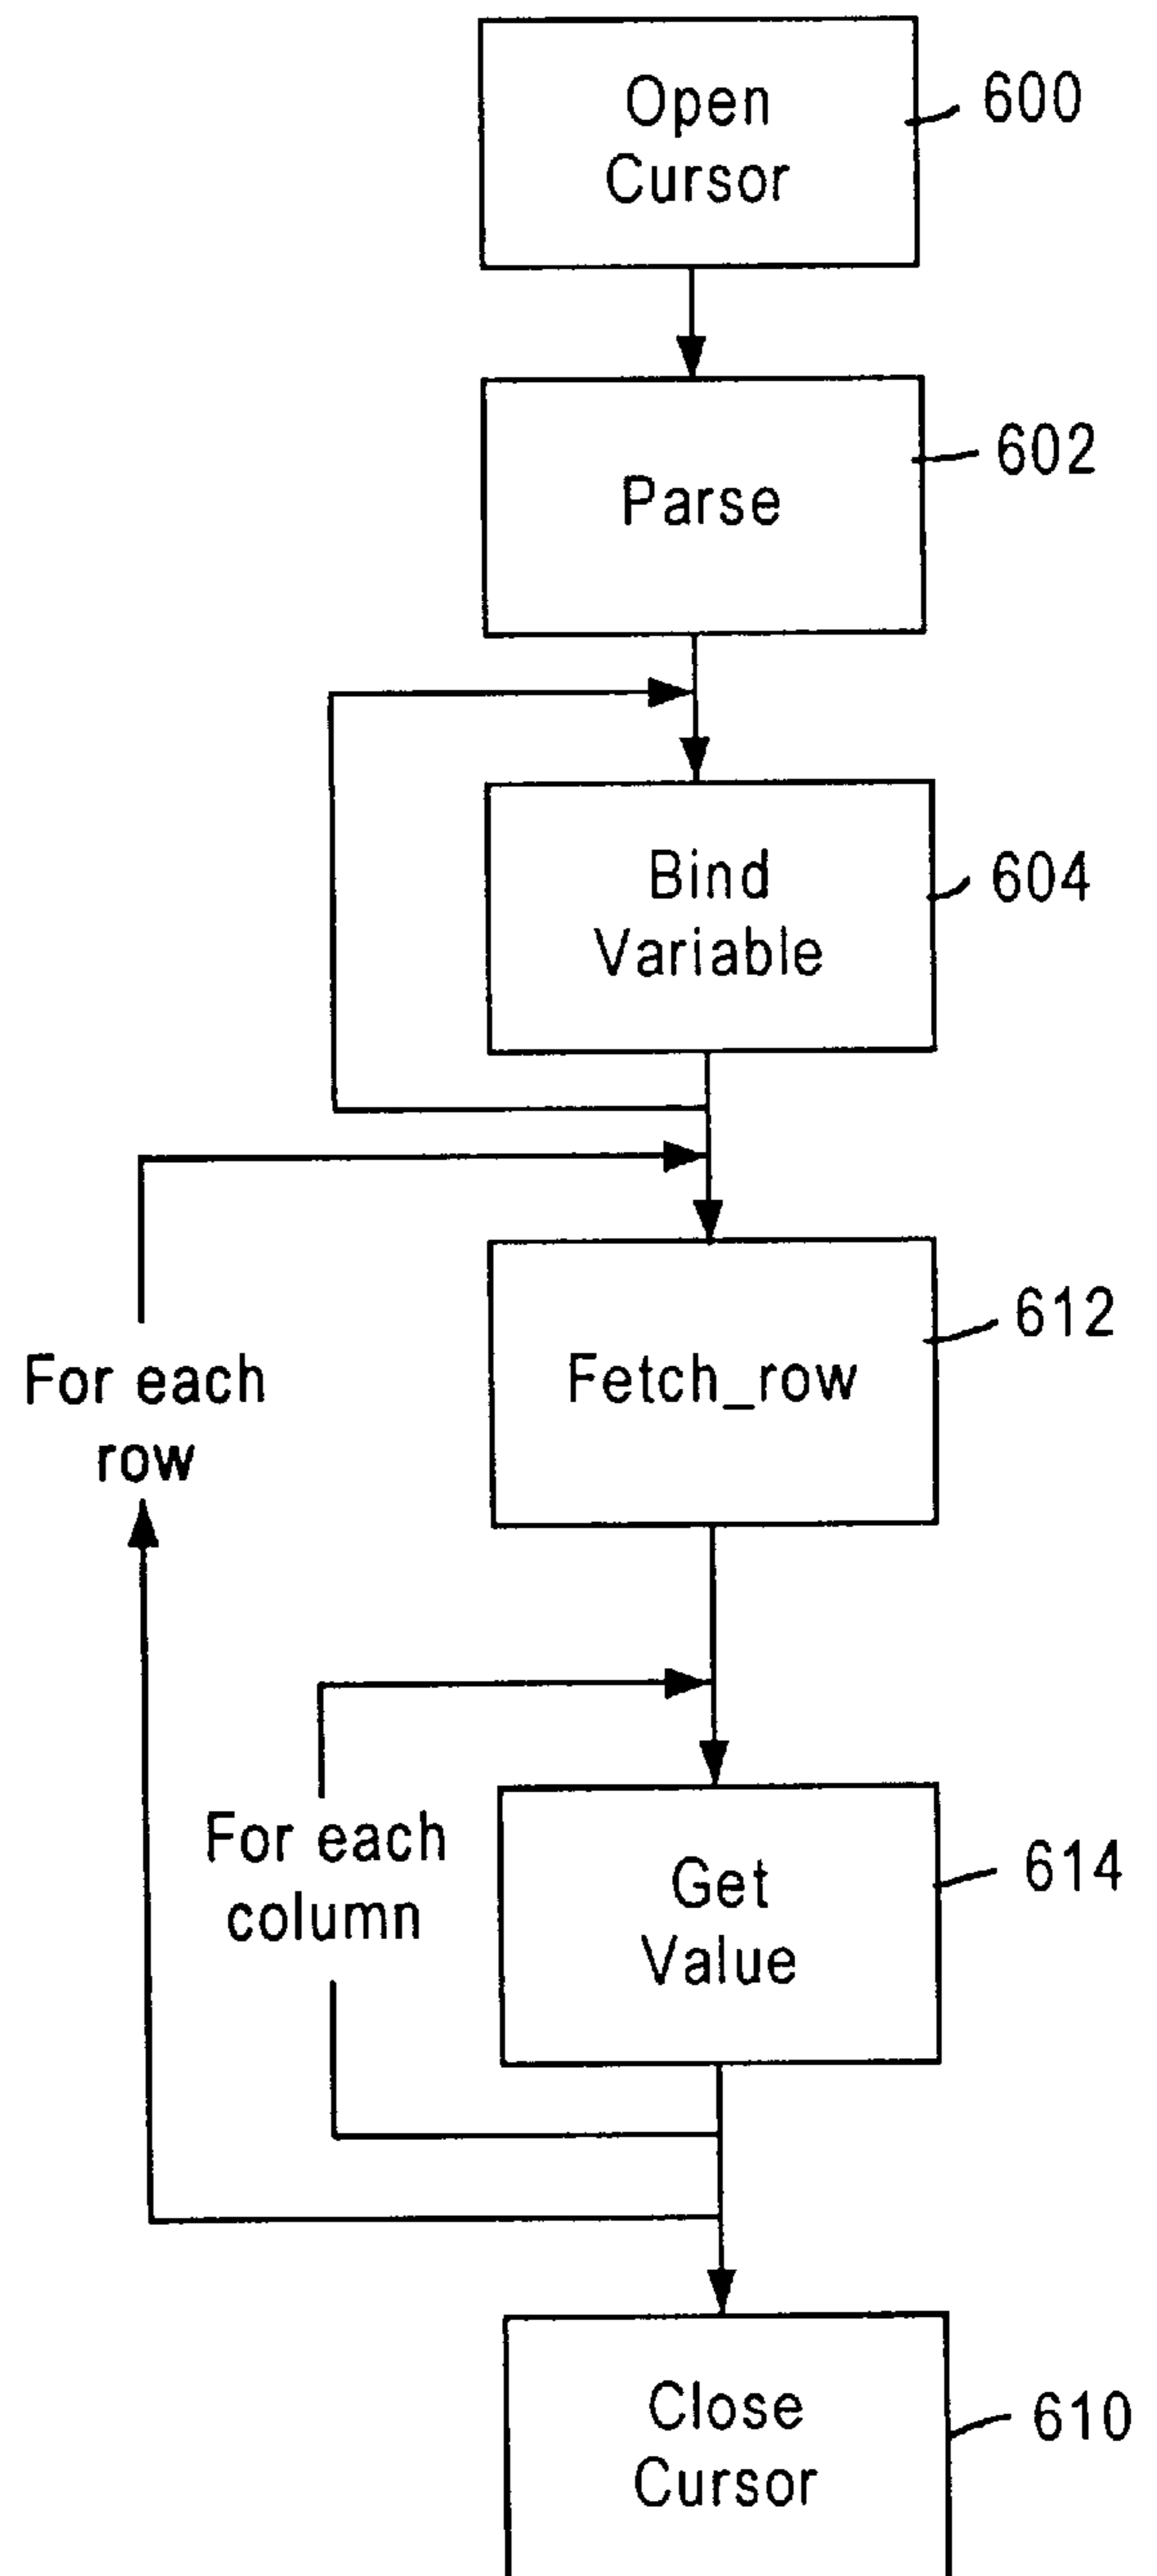 Open
Cursor
600
Parse
602
Bind
Variable
604
Fetch_row
612
For each
row
Get
Value
614
For each
column
Close
Cursor
610